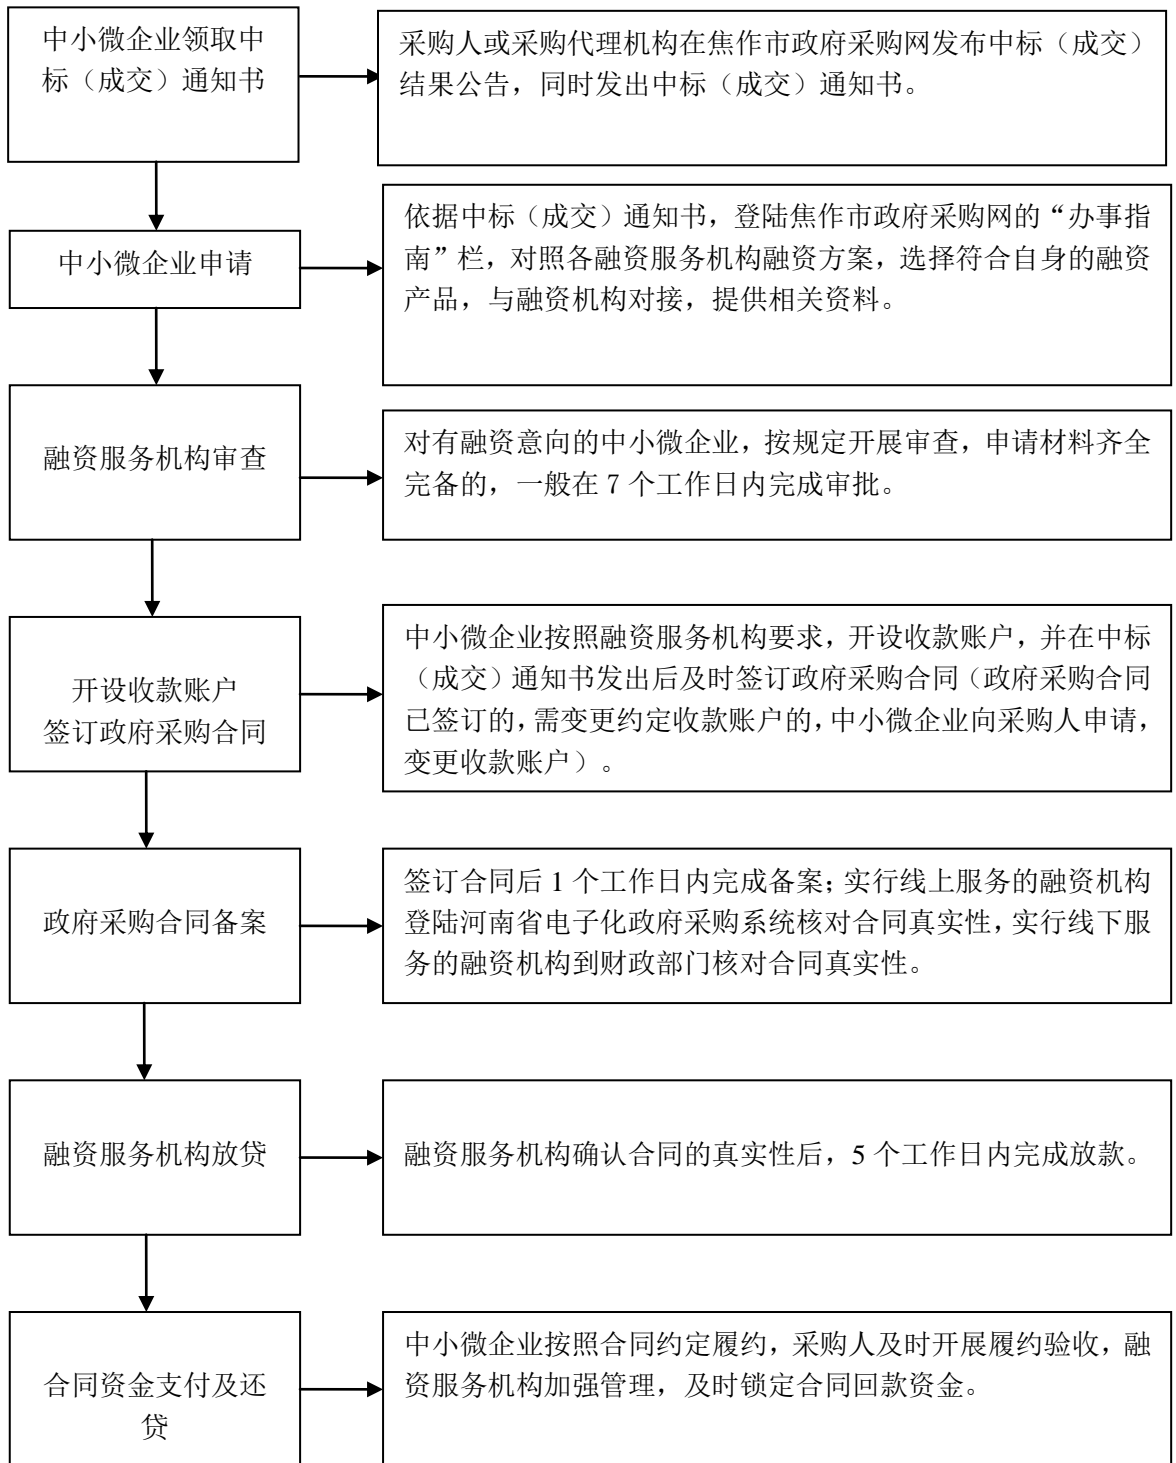 中小微企业领取中
标（成交）通知书
采购人或采购代理机构在焦作市政府采购网发布中标（成交）
结果公告，同时发出中标（成交）通知书。
中小微企业申请
依据中标（成交）通知书，登陆焦作市政府采购网的“办事指
南”栏，对照各融资服务机构融资方案，选择符合自身的融资
产品，与融资机构对接，提供相关资料。
融资服务机构审查
对有融资意向的中小微企业，按规定开展审查，申请材料齐全
完备的，一般在 7 个工作日内完成审批。
开设收款账户
签订政府采购合同
中小微企业按照融资服务机构要求，开设收款账户，并在中标
（成交）通知书发出后及时签订政府采购合同（政府采购合同
已签订的，需变更约定收款账户的，中小微企业向采购人申请，
变更收款账户）。
政府采购合同备案
签订合同后 1 个工作日内完成备案；实行线上服务的融资机构
登陆河南省电子化政府采购系统核对合同真实性，实行线下服
务的融资机构到财政部门核对合同真实性。
融资服务机构放贷
融资服务机构确认合同的真实性后，5 个工作日内完成放款。
合同资金支付及还
贷
中小微企业按照合同约定履约，采购人及时开展履约验收，融
资服务机构加强管理，及时锁定合同回款资金。